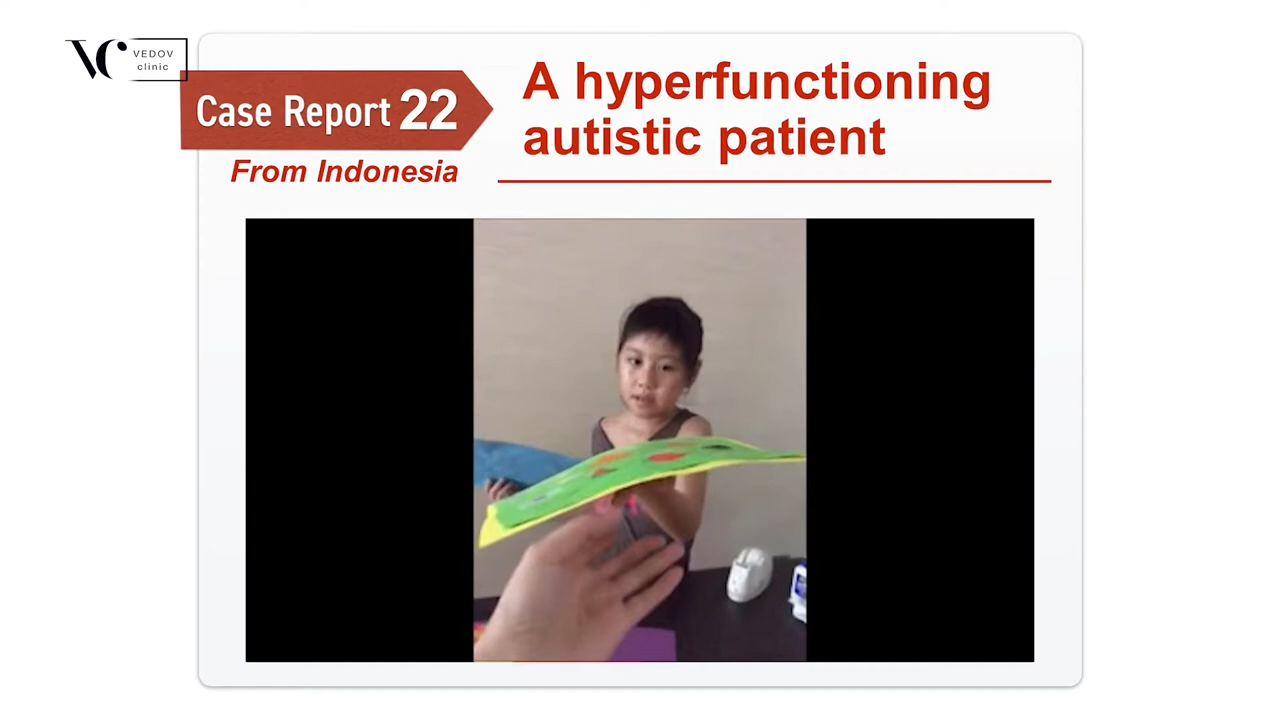 VEDOV
clinic
Case Report 22
From Indonesia
A hyperfunctioning
autistic patient